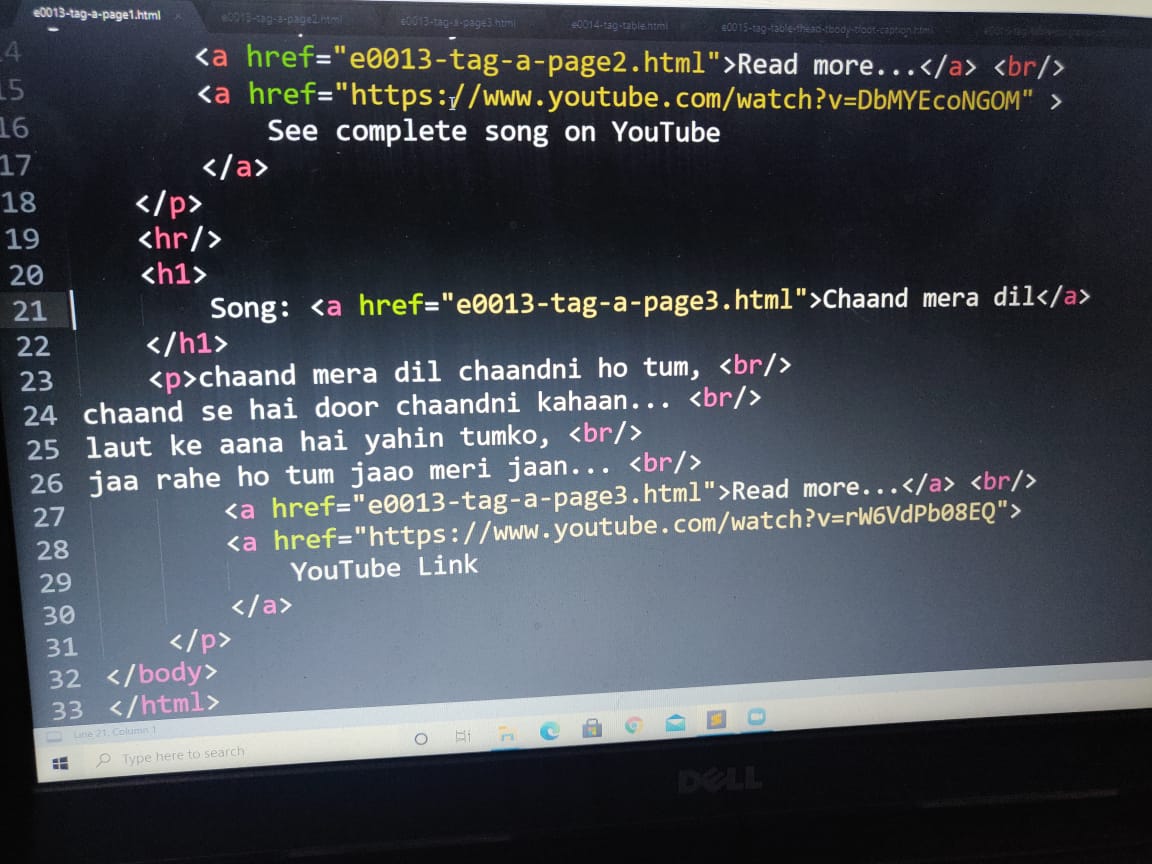 e0013-tag-a-page1.html × e0013-tag-a-page2.html e0013-tag-a-page3.html e0014-tag-table.html e0015-tag-table-thead-tbody-tfoot-caption.html
14 <a href="e0013-tag-a-page2.html">Read more...</a> <br/>
15 <a href="https://www.youtube.com/watch?v=DbMYEcoNGOM" >
16 See complete song on YouTube
17 </a>
18 </p>
19 <hr/>
20 <h1>
21 Song: <a href="e0013-tag-a-page3.html">Chaand mera dil</a>
22 </h1>
23 <p>chaand mera dil chaandni ho tum, <br/>
24 chaand se hai door chaandni kahaan... <br/>
25 laut ke aana hai yahin tumko, <br/>
26 jaa rahe ho tum jaao meri jaan... <br/>
27 <a href="e0013-tag-a-page3.html">Read more...</a> <br/>
28 <a href="https://www.youtube.com/watch?v=rW6VdPb08EQ">
29 YouTube Link
30 </a>
31 </p>
32 </body>
33 </html>
Line 21, Column 1
Type here to search
DELL